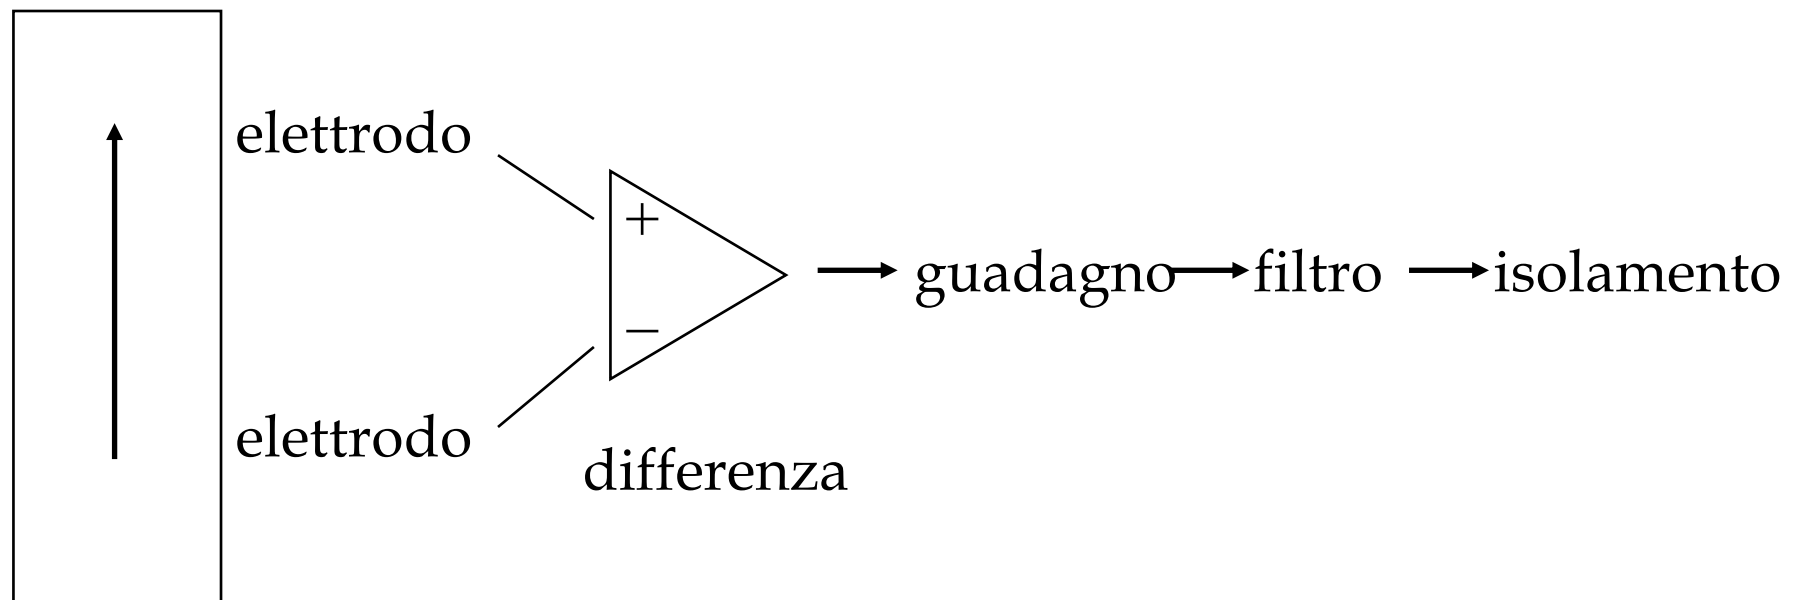 elettrodo
+
guadagno filtro isolamento
−
elettrodo
differenza